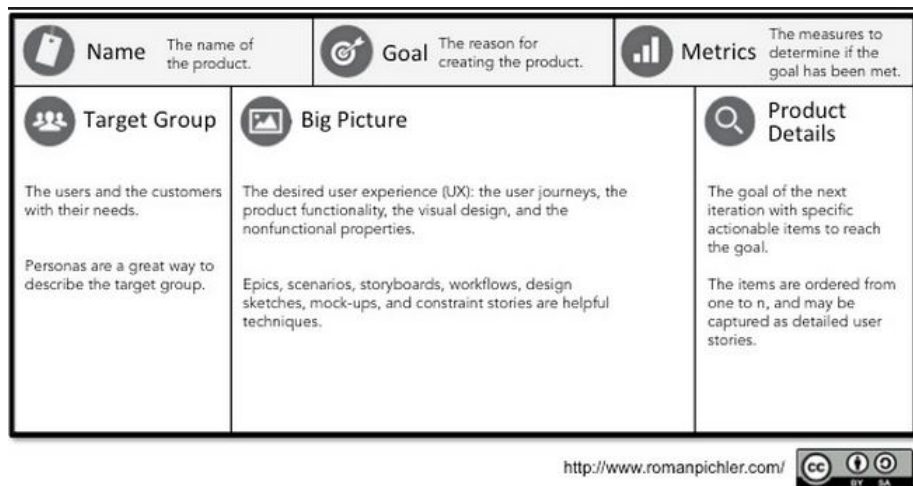 Name
The name of
the product.
Goal
The reason for
creating the product.
Metrics
The measures to
determine if the
goal has been met.
Target Group
The users and the customers
with their needs.
Personas are a great way to
describe the target group.
Big Picture
The desired user experience (UX): the user journeys, the
product functionality, the visual design, and the
nonfunctional properties.
Epics, scenarios, storyboards, workflows, design
sketches, mock-ups, and constraint stories are helpful
techniques.
Product
Details
The goal of the next
iteration with specific
actionable items to reach
the goal.
The items are ordered from
one to n, and may be
captured as detailed user
stories.
http://www.romanpichler.com/
cc
BY SA